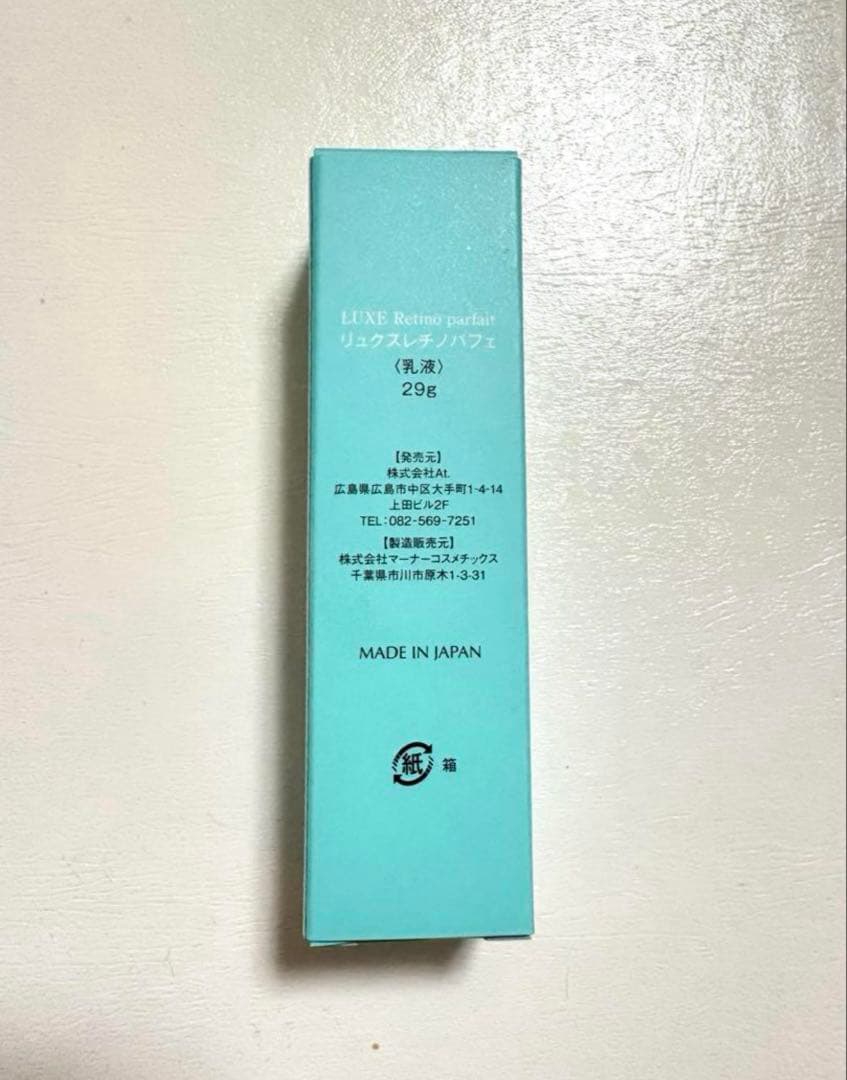 LUXE Retino parfait
リュクスレチノパフェ
〈乳液〉
29g
【発売元】
株式会社At.
広島県広島市中区大手町1-4-14
上田ビル2F
TEL:082-569-7251
【製造販売元】
株式会社マーナーコスメチックス
千葉県市川市原木1-3-31
MADE IN JAPAN
紙 箱